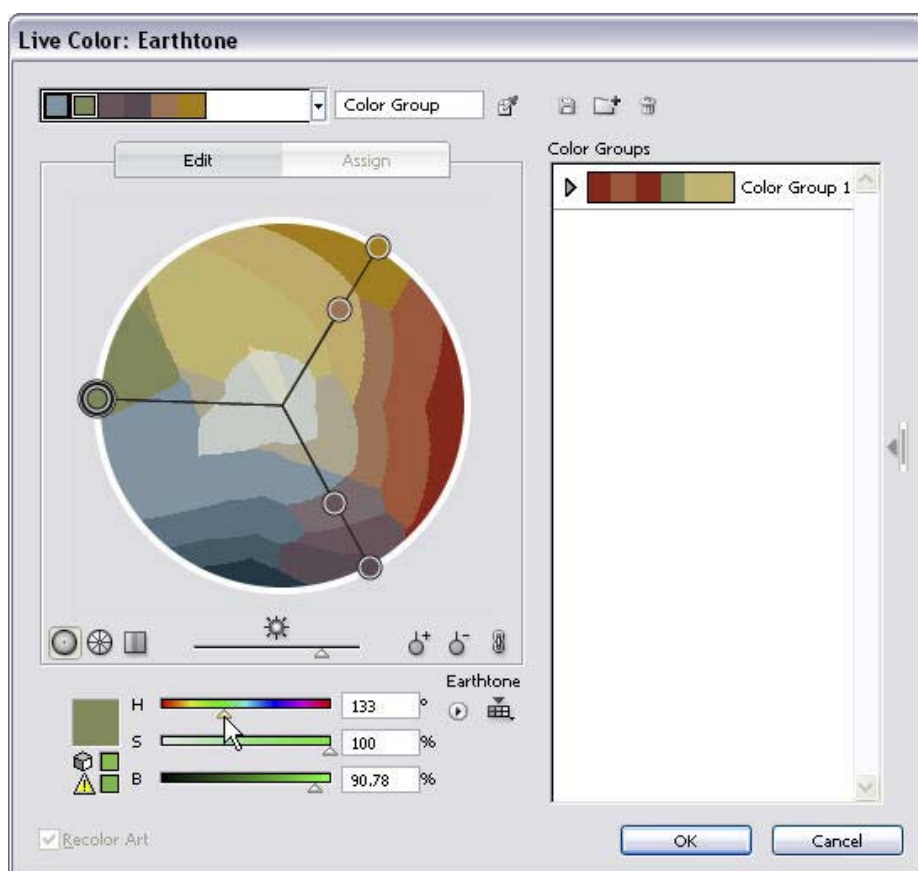 Live Color: Earthtone
Color Group
Edit
Assign
Color Groups
Color Group 1
Earthtone
H 133 °
S 100 %
B 90.78 %
Recolor Art
OK
Cancel